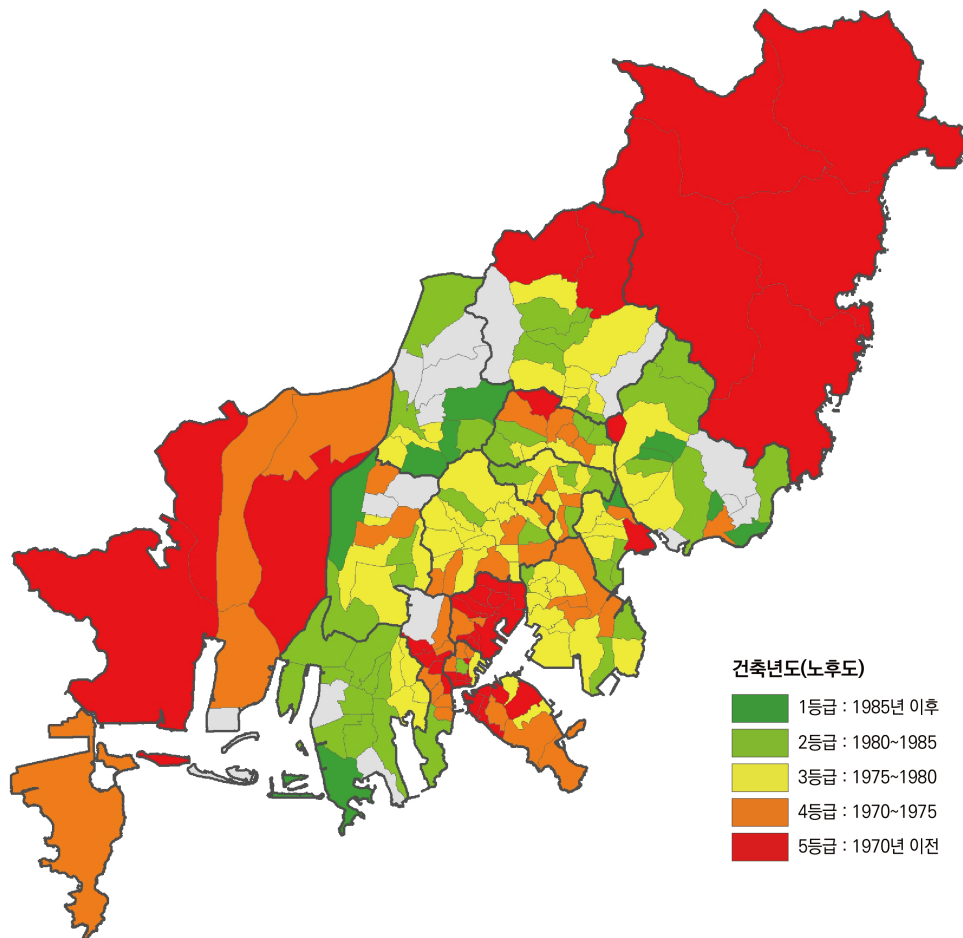 건축년도(노후도)
1등급 : 1985년 이후
2등급 : 1980~1985
3등급 : 1975~1980
4등급 : 1970~1975
5등급 : 1970년 이전